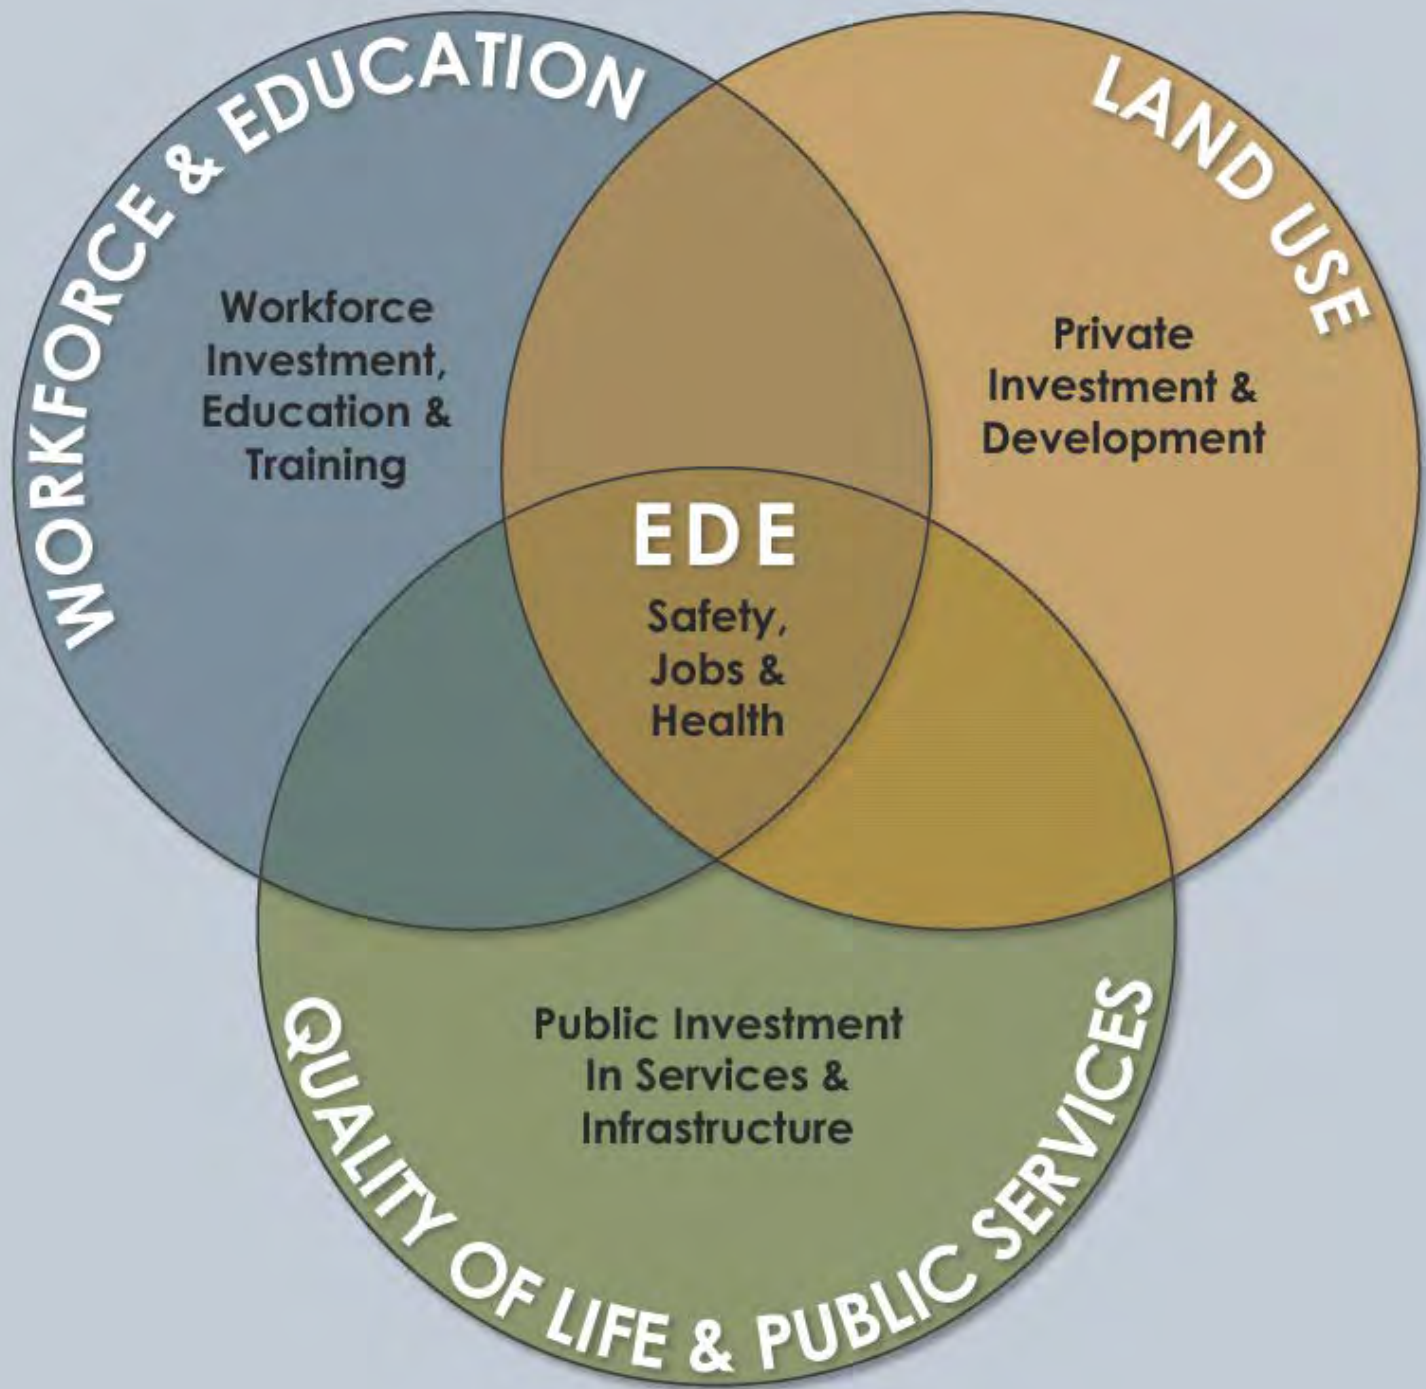 WORKFORCE & EDUCATION
Workforce
Investment,
Education &
Training
LAND USE
Private
Investment &
Development
EDE
Safety,
Jobs &
Health
Public Investment
In Services &
Infrastructure
QUALITY OF LIFE & PUBLIC SERVICES